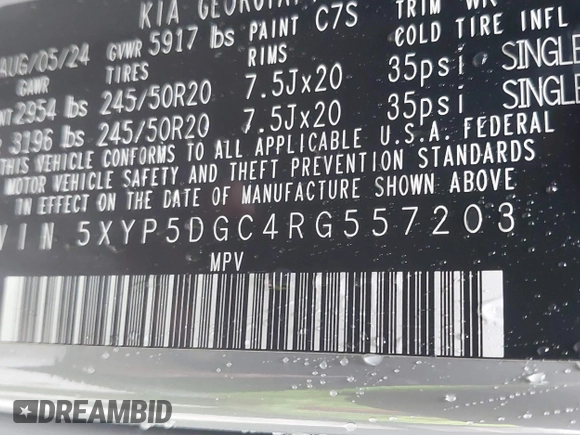 KIA
AUG/05/24 GVWR 5917 lbs PAINT C7S TRIM
GAWR TIRES RIMS COLD TIRE INFL
2954 lbs 245/50R20 7.5Jx20 35psi SINGLE
3196 lbs 245/50R20 7.5Jx20 35psi SINGLE
THIS VEHICLE CONFORMS TO ALL APPLICABLE U.S.A. FEDERAL
MOTOR VEHICLE SAFETY AND THEFT PREVENTION STANDARDS
IN EFFECT ON THE DATE OF MANUFACTURE SHOWN ABOVE
VIN 5XYP5DGC4RG557203
MPV
DREAMBID